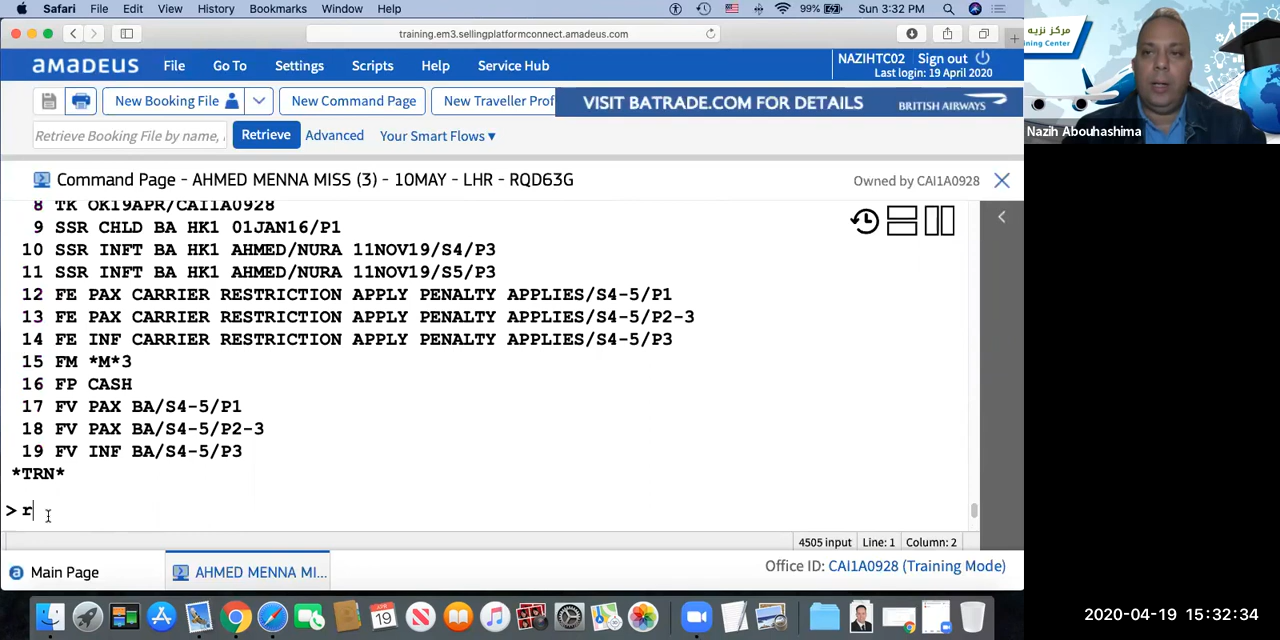 Safari File Edit View History Bookmarks Window Help 99% Sun 3:32 PM
training.em3.sellingplatformconnect.amadeus.com
amadeus File Go To Settings Scripts Help Service Hub NAZIHTC02 Sign out
Last login: 19 April 2020
New Booking File New Command Page New Traveller Prof VISIT BATRADE.COM FOR DETAILS BRITISH AIRWAYS
Retrieve Booking File by name, Retrieve Advanced Your Smart Flows
Command Page - AHMED MENNA MISS (3) - 10MAY - LHR - RQD63G Owned by CAI1A0928
8 TK OK19APR/CAI1A0928
9 SSR CHLD BA HK1 01JAN16/P1
10 SSR INFT BA HK1 AHMED/NURA 11NOV19/S4/P3
11 SSR INFT BA HK1 AHMED/NURA 11NOV19/S5/P3
12 FE PAX CARRIER RESTRICTION APPLY PENALTY APPLIES/S4-5/P1
13 FE PAX CARRIER RESTRICTION APPLY PENALTY APPLIES/S4-5/P2-3
14 FE INF CARRIER RESTRICTION APPLY PENALTY APPLIES/S4-5/P3
15 FM *M*3
16 FP CASH
17 FV PAX BA/S4-5/P1
18 FV PAX BA/S4-5/P2-3
19 FV INF BA/S4-5/P3
*TRN*
> r
4505 input Line: 1 Column: 2
Main Page AHMED MENNA MI... Office ID: CAI1A0928 (Training Mode)
APR 19
مركز نزيه
ining Center
Nazih Abouhashima
2020-04-19 15:32:34